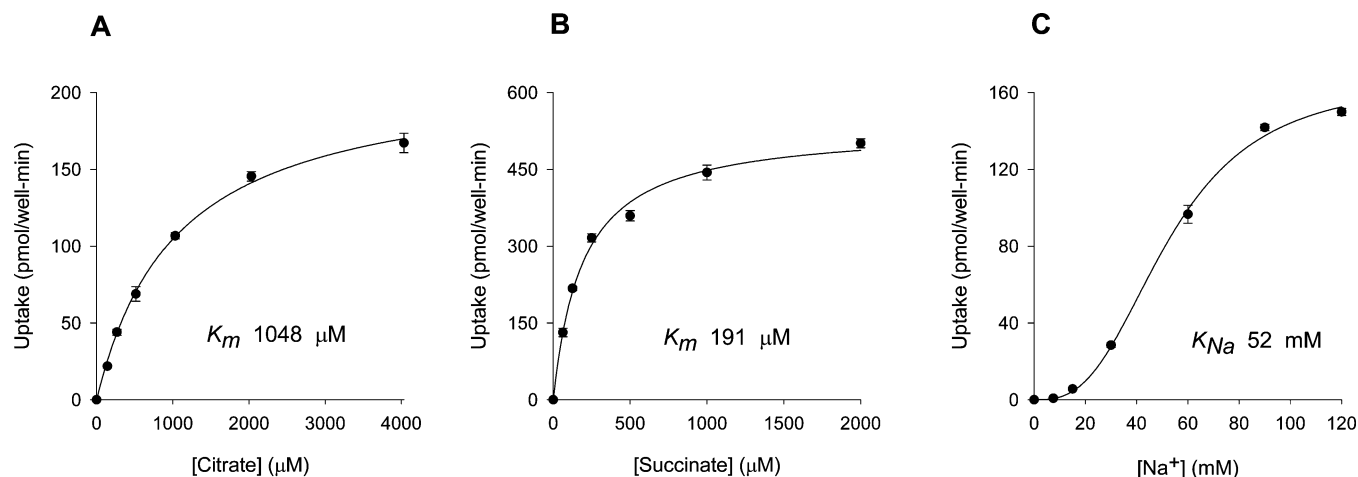 A
Uptake (pmol/well-min)
200
150
100
50
0
Km 1048 μM
0 1000 2000 3000 4000
[Citrate] (μM)
B
Uptake (pmol/well-min)
600
450
300
150
0
Km 191 μM
0 500 1000 1500 2000
[Succinate] (μM)
C
Uptake (pmol/well-min)
160
120
80
40
0
KNa 52 mM
0 20 40 60 80 100 120
[Na⁺] (mM)